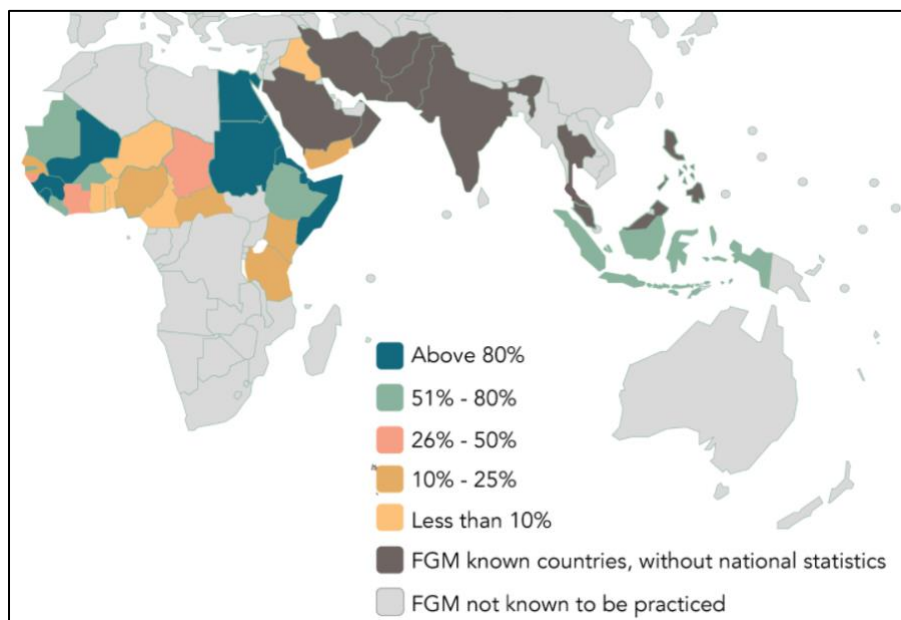 Above 80%
51% - 80%
26% - 50%
10% - 25%
Less than 10%
FGM known countries, without national statistics
FGM not known to be practiced